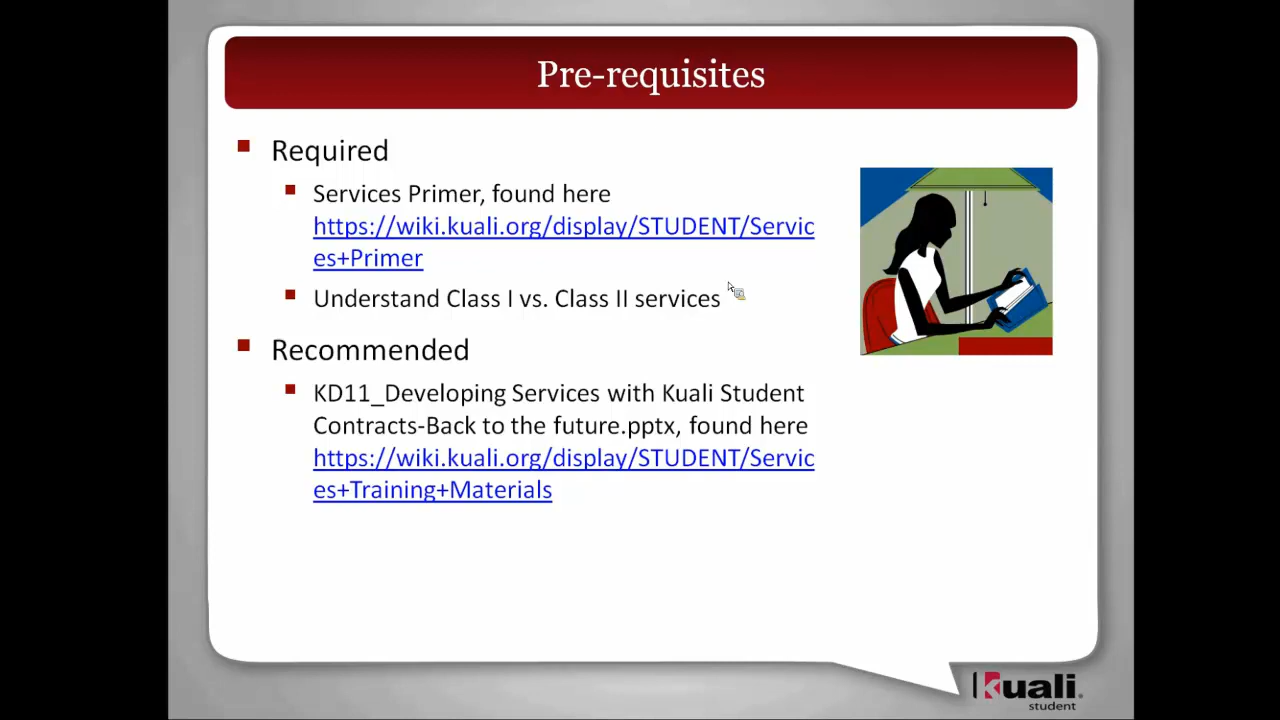 Pre-requisites
Required
Services Primer, found here
https://wiki.kuali.org/display/STUDENT/Servic
es+Primer
Understand Class I vs. Class II services
Recommended
KD11_Developing Services with Kuali Student
Contracts-Back to the future.pptx, found here
https://wiki.kuali.org/display/STUDENT/Servic
es+Training+Materials
kuali
student